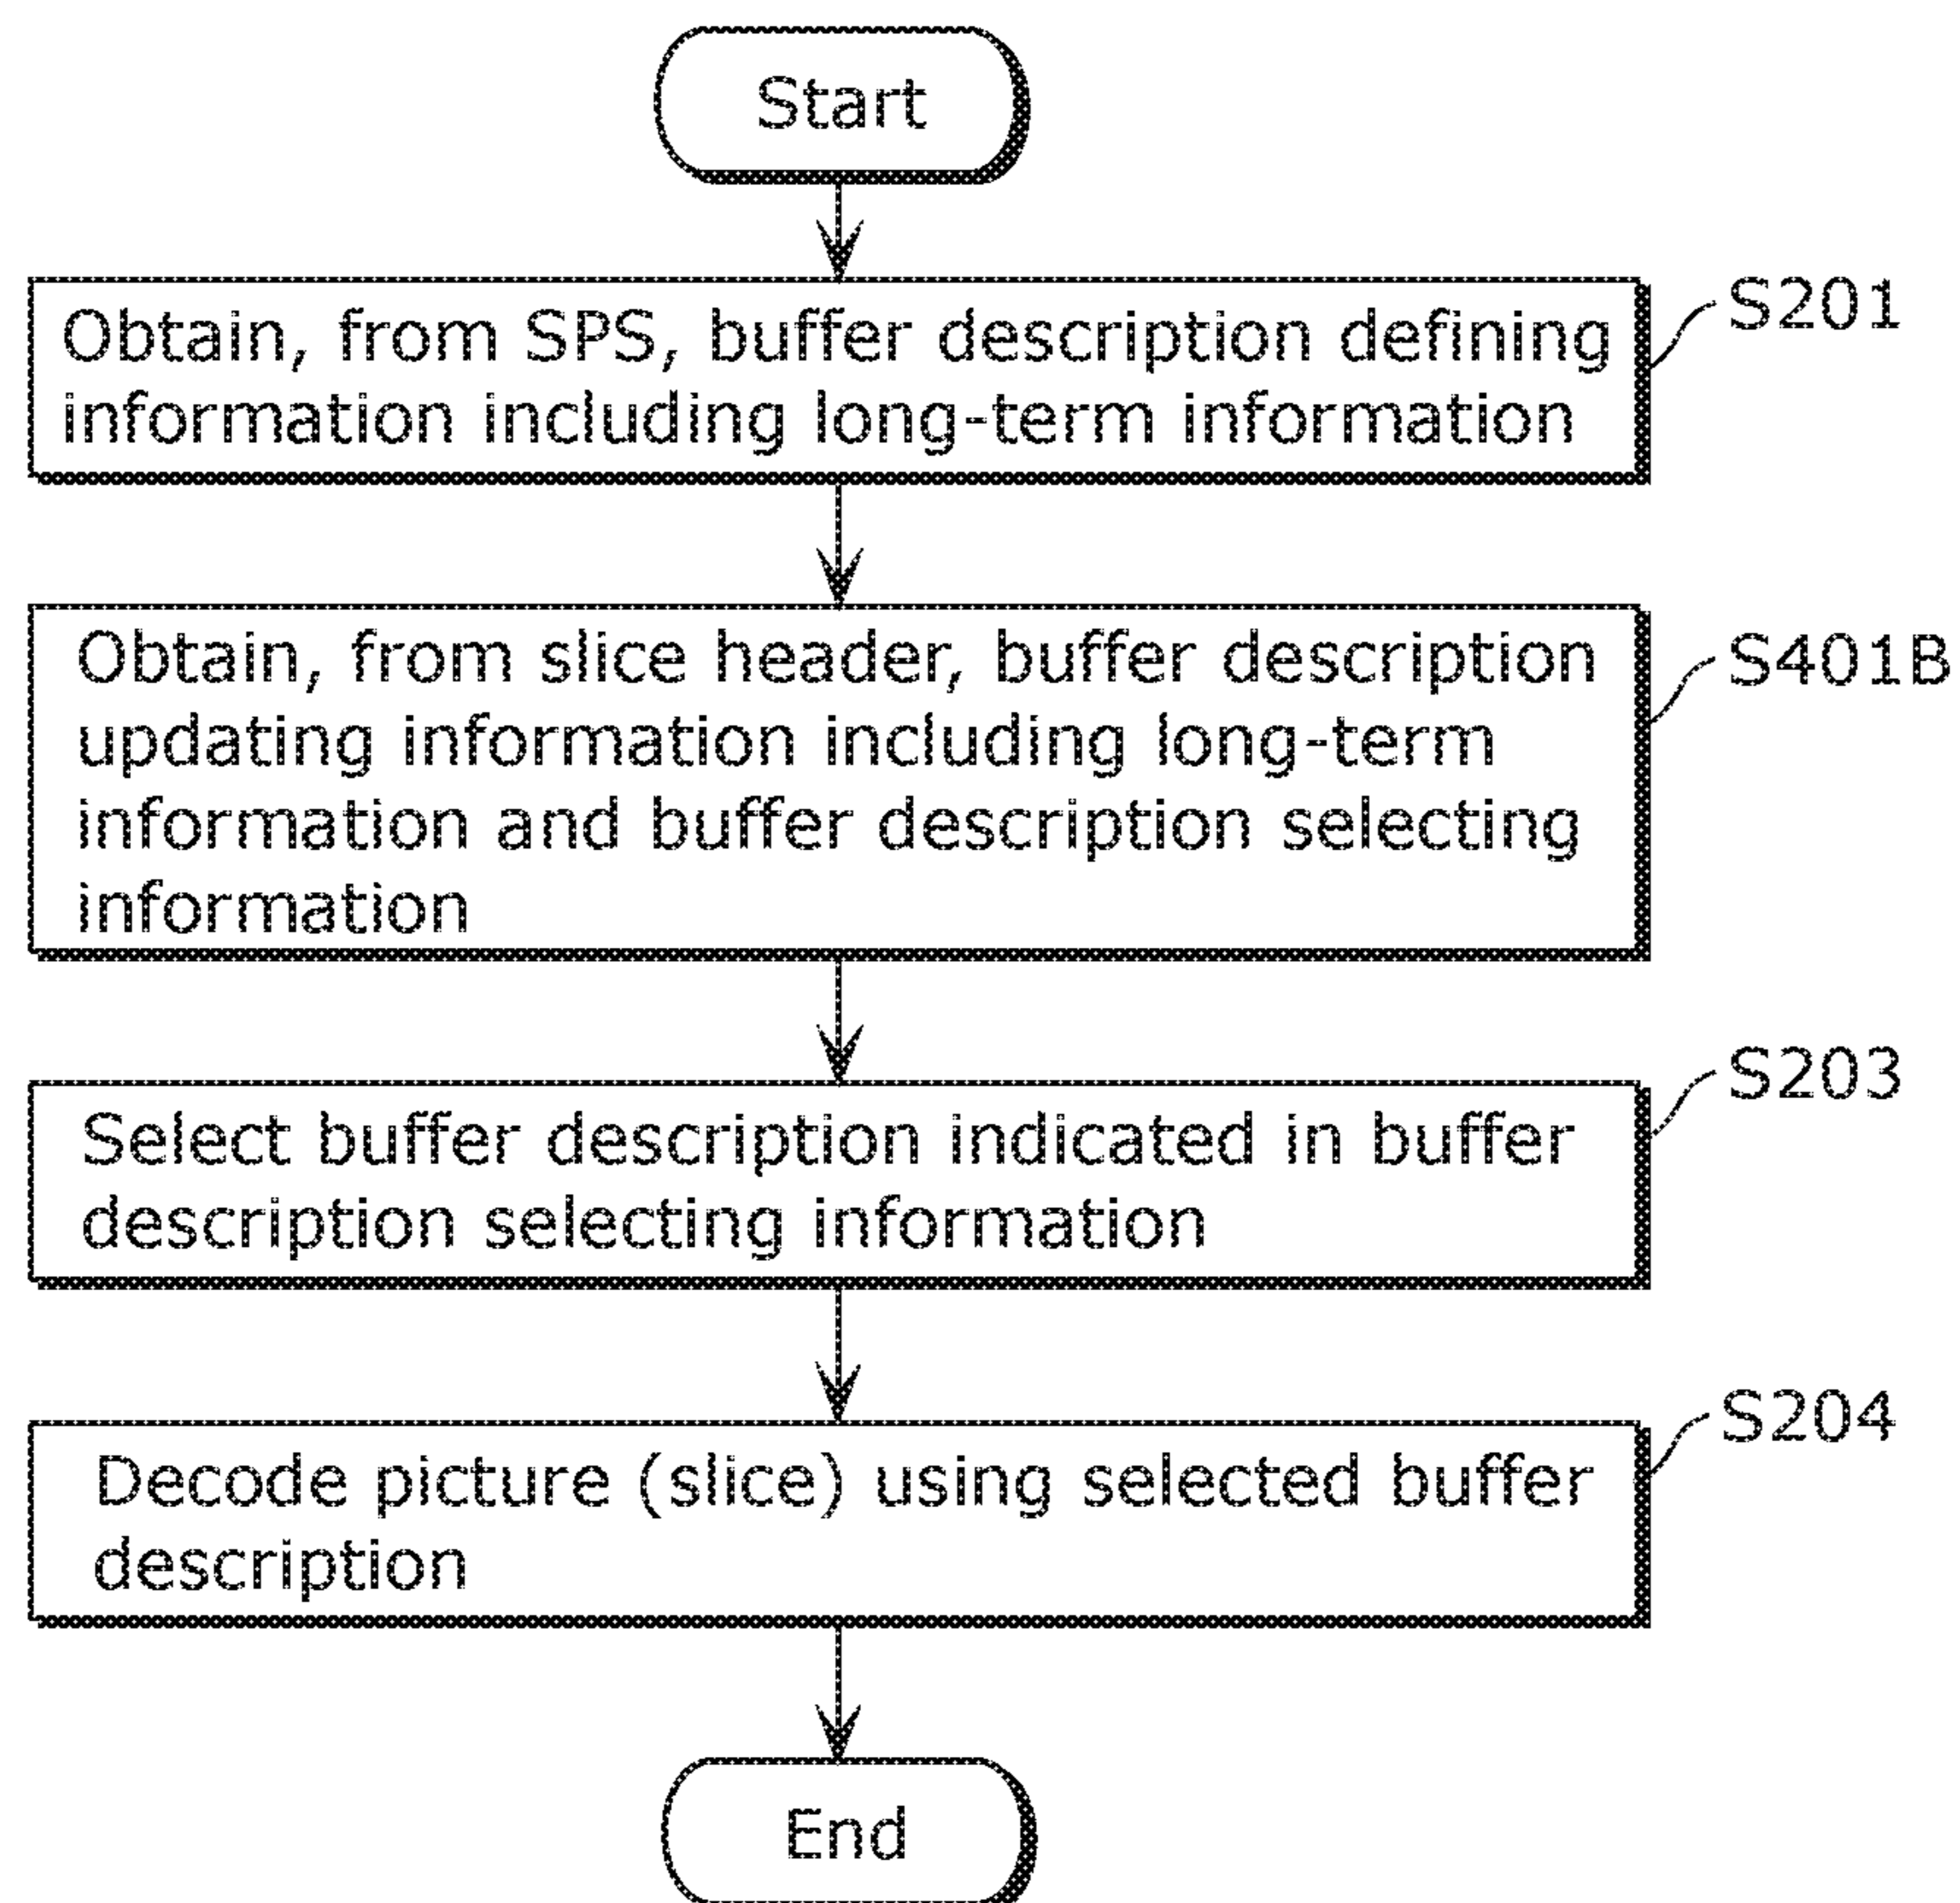 Start
Obtain, from SPS, buffer description defining
information including long-term information
S201
Obtain, from slice header, buffer description
updating information including long-term
information and buffer description selecting
information
S401B
Select buffer description indicated in buffer
description selecting information
S203
Decode picture (slice) using selected buffer
description
S204
End